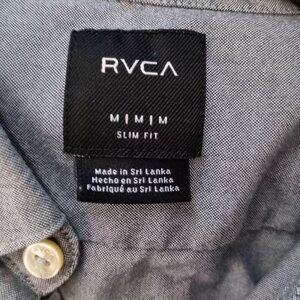 RVCA
M | M | M
SLIM FIT
Made in Sri Lanka
Hecho en Sri Lanka
Fabriqué au Sri Lanka